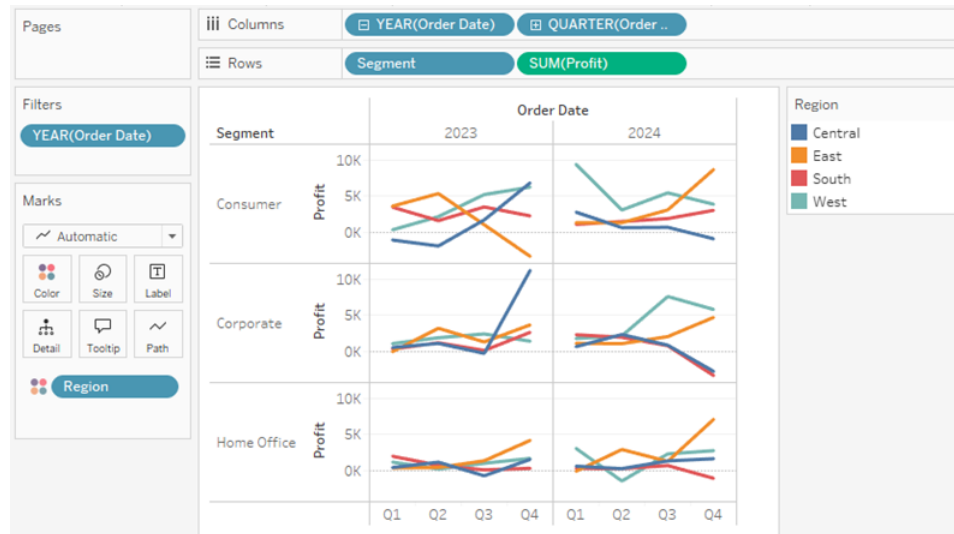 Pages
Columns
YEAR(Order Date)
QUARTER(Order ..
Rows
Segment
SUM(Profit)
Filters
YEAR(Order Date)
Marks
Automatic
Color
Size
Label
Detail
Tooltip
Path
Region
Order Date
Segment
2023
2024
Consumer
Profit
10K
5K
0K
Corporate
Profit
10K
5K
0K
Home Office
Profit
10K
5K
0K
Q1 Q2 Q3 Q4 Q1 Q2 Q3 Q4
Region
Central
East
South
West